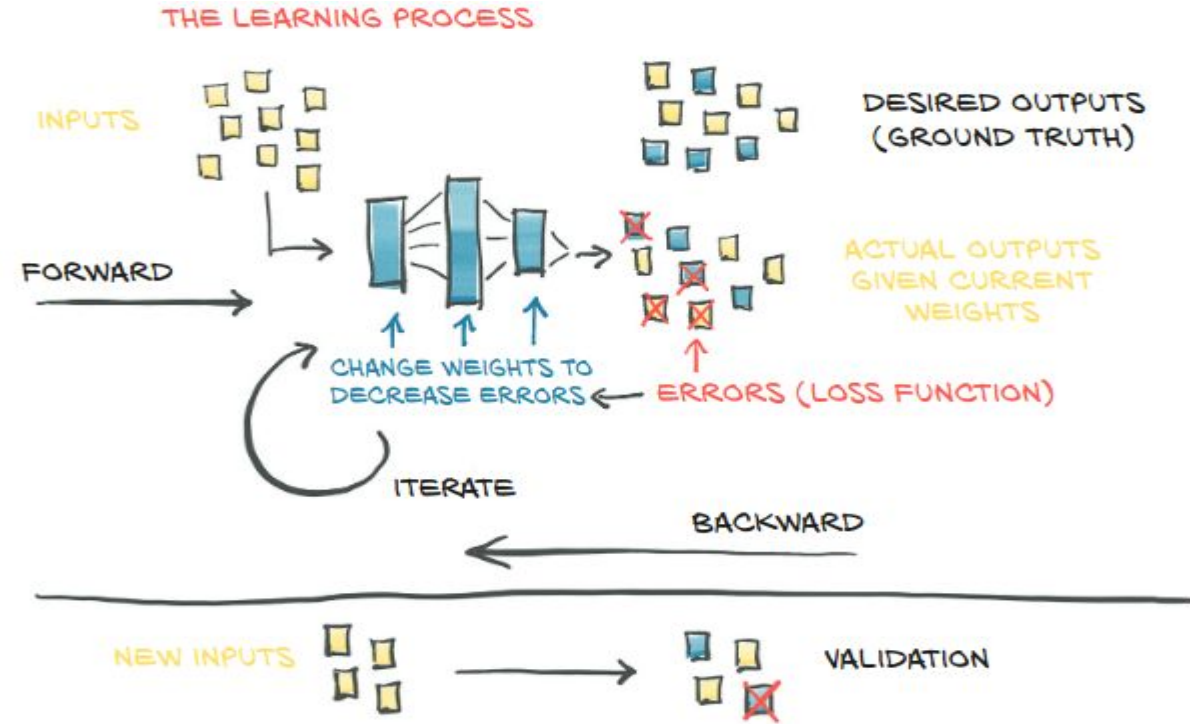 THE LEARNING PROCESS
INPUTS
DESIRED OUTPUTS
(GROUND TRUTH)
ACTUAL OUTPUTS
GIVEN CURRENT
WEIGHTS
FORWARD
CHANGE WEIGHTS TO
DECREASE ERRORS
ERRORS (LOSS FUNCTION)
ITERATE
BACKWARD
NEW INPUTS
VALIDATION